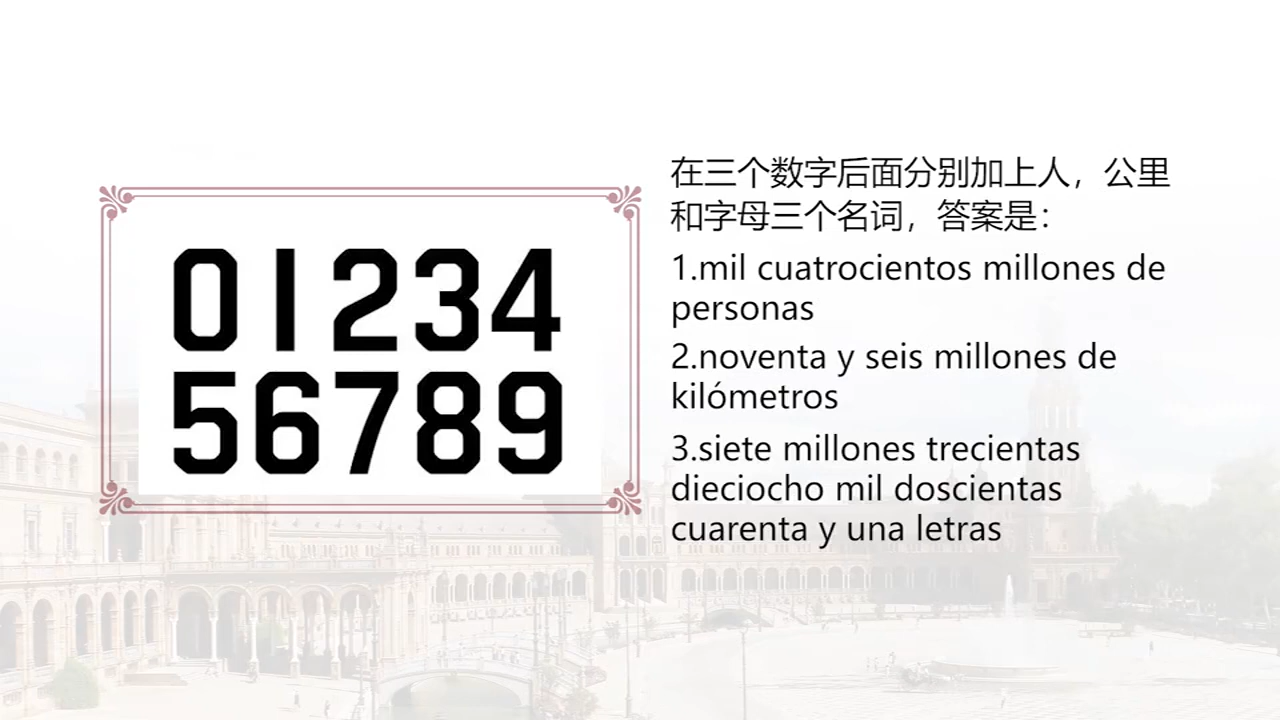 01234
56789
在三个数字后面分别加上人，公里
和字母三个名词，答案是：
1.mil cuatrocientos millones de
personas
2.noventa y seis millones de
kilómetros
3.siete millones trecientas
dieciocho mil doscientas
cuarenta y una letras